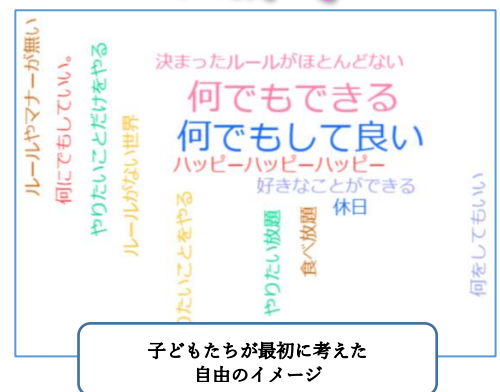 ルールやマナーが無い
何にでもしていい。
やりたいことだけをやる
ルールがない世界
決まったルールがほとんどない
何でもできる
何でもして良い
ハッピーハッピーハッピー
好きなことができる
休日
りたいことをやる
やりたい放題
食べ放題
何をしてもいい
子どもたちが最初に考えた
自由のイメージ